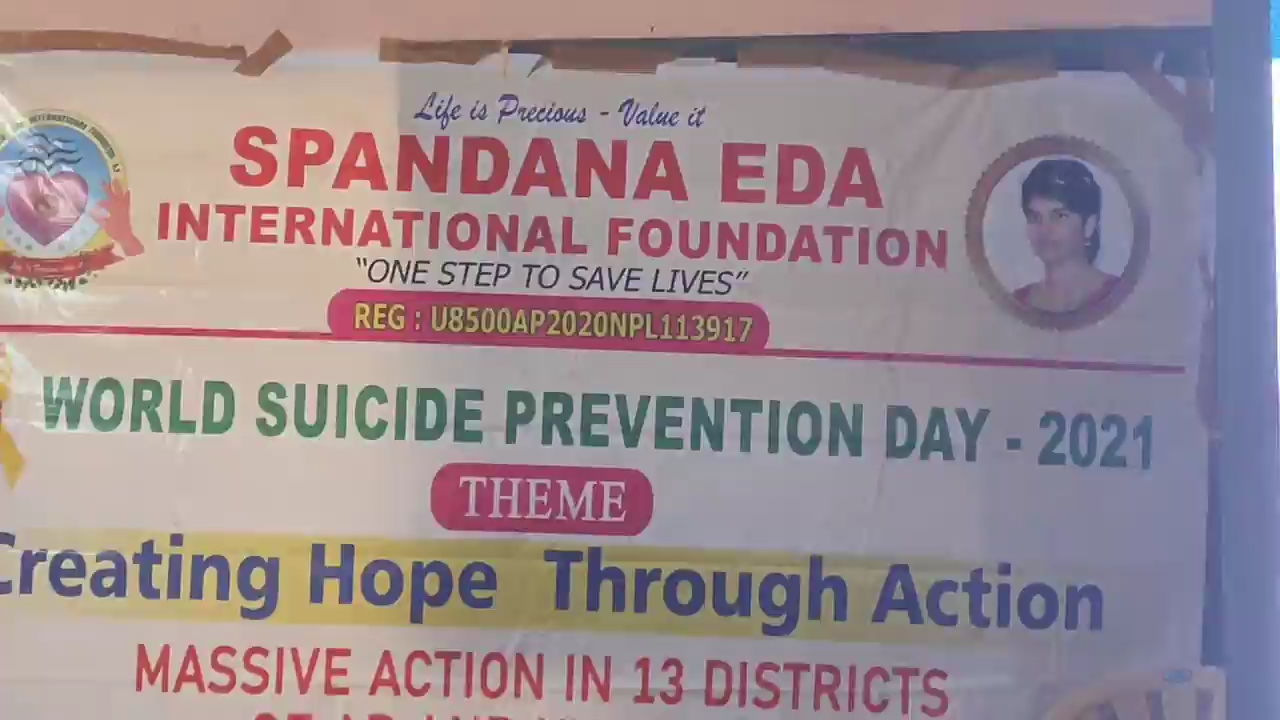 Life is Precious - Value it
SPANDANA EDA
INTERNATIONAL FOUNDATION
“ONE STEP TO SAVE LIVES”
REG : U8500AP2020NPL113917
WORLD SUICIDE PREVENTION DAY - 2021
THEME
Creating Hope Through Action
MASSIVE ACTION IN 13 DISTRICTS